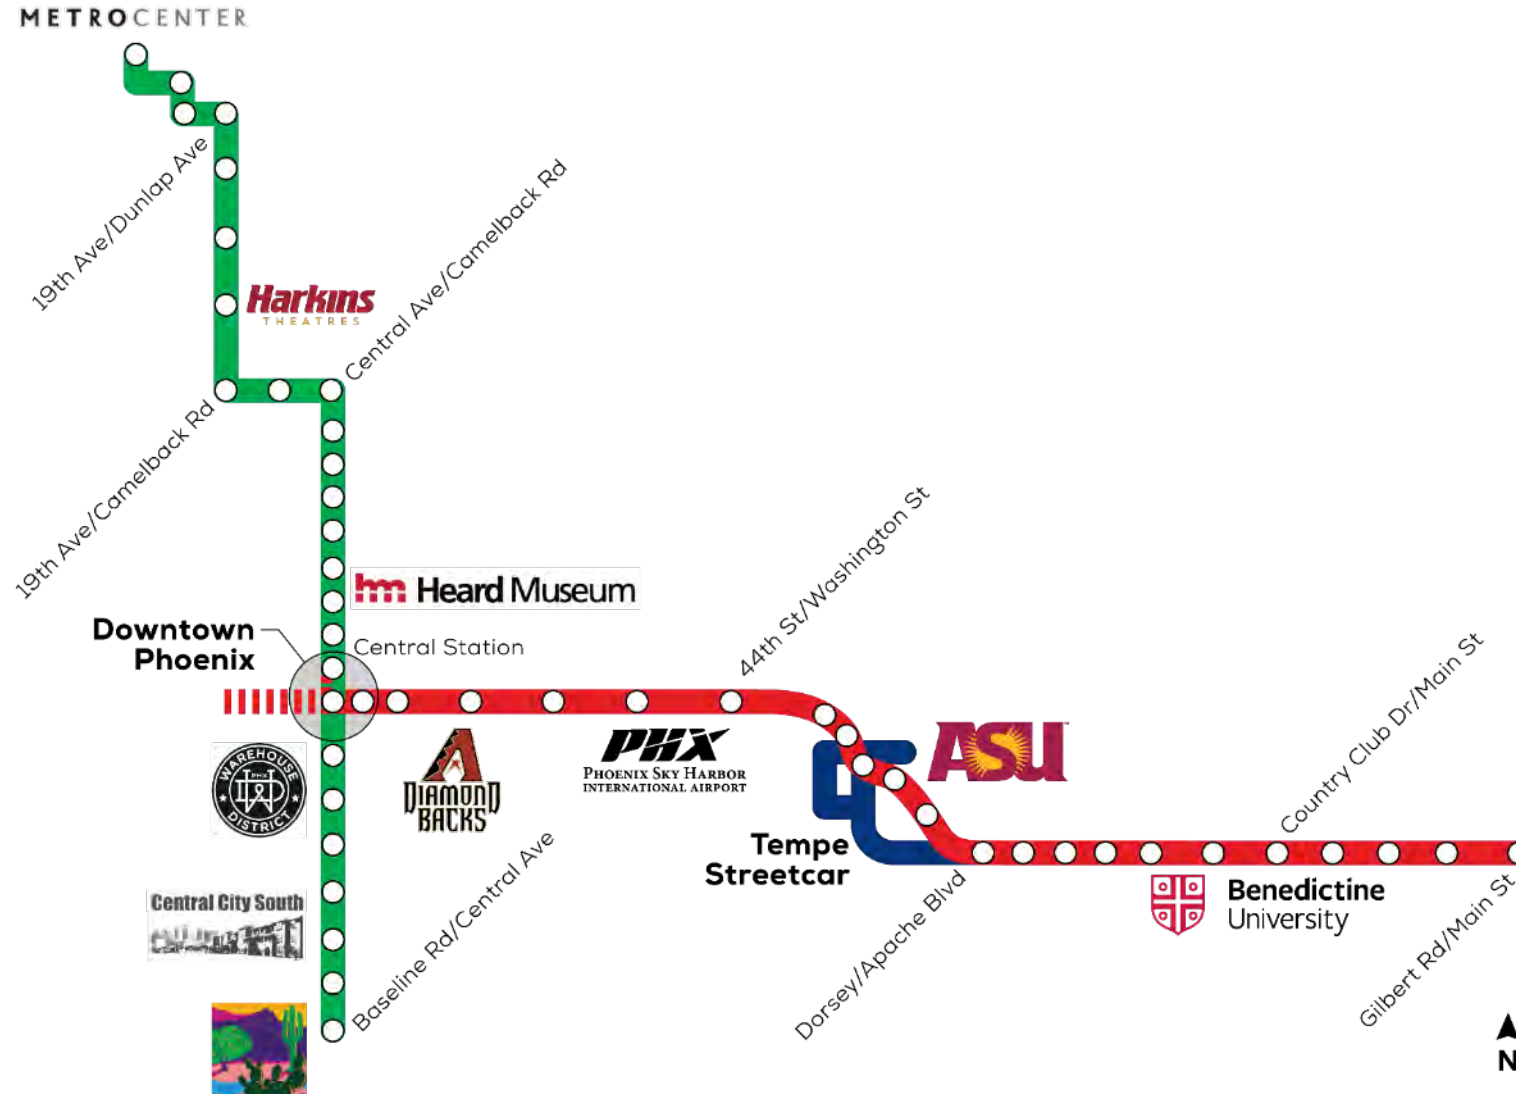 METROCENTER
19th Ave/Dunlap Ave
Harkins
THEATRES
Central Ave/Camelback Rd
19th Ave/Camelback Rd
hm Heard Museum
Downtown
Phoenix
Central Station
44th St/Washington St
WAREHOUSE
PHX
WD
DISTRICT
DIAMOND
BACKS
PHX
PHOENIX SKY HARBOR
INTERNATIONAL AIRPORT
ASU
Tempe
Streetcar
Country Club Dr/Main St
Central City South
Baseline Rd/Central Ave
Dorsey/Apache Blvd
Benedictine
University
Gilbert Rd/Main St
N